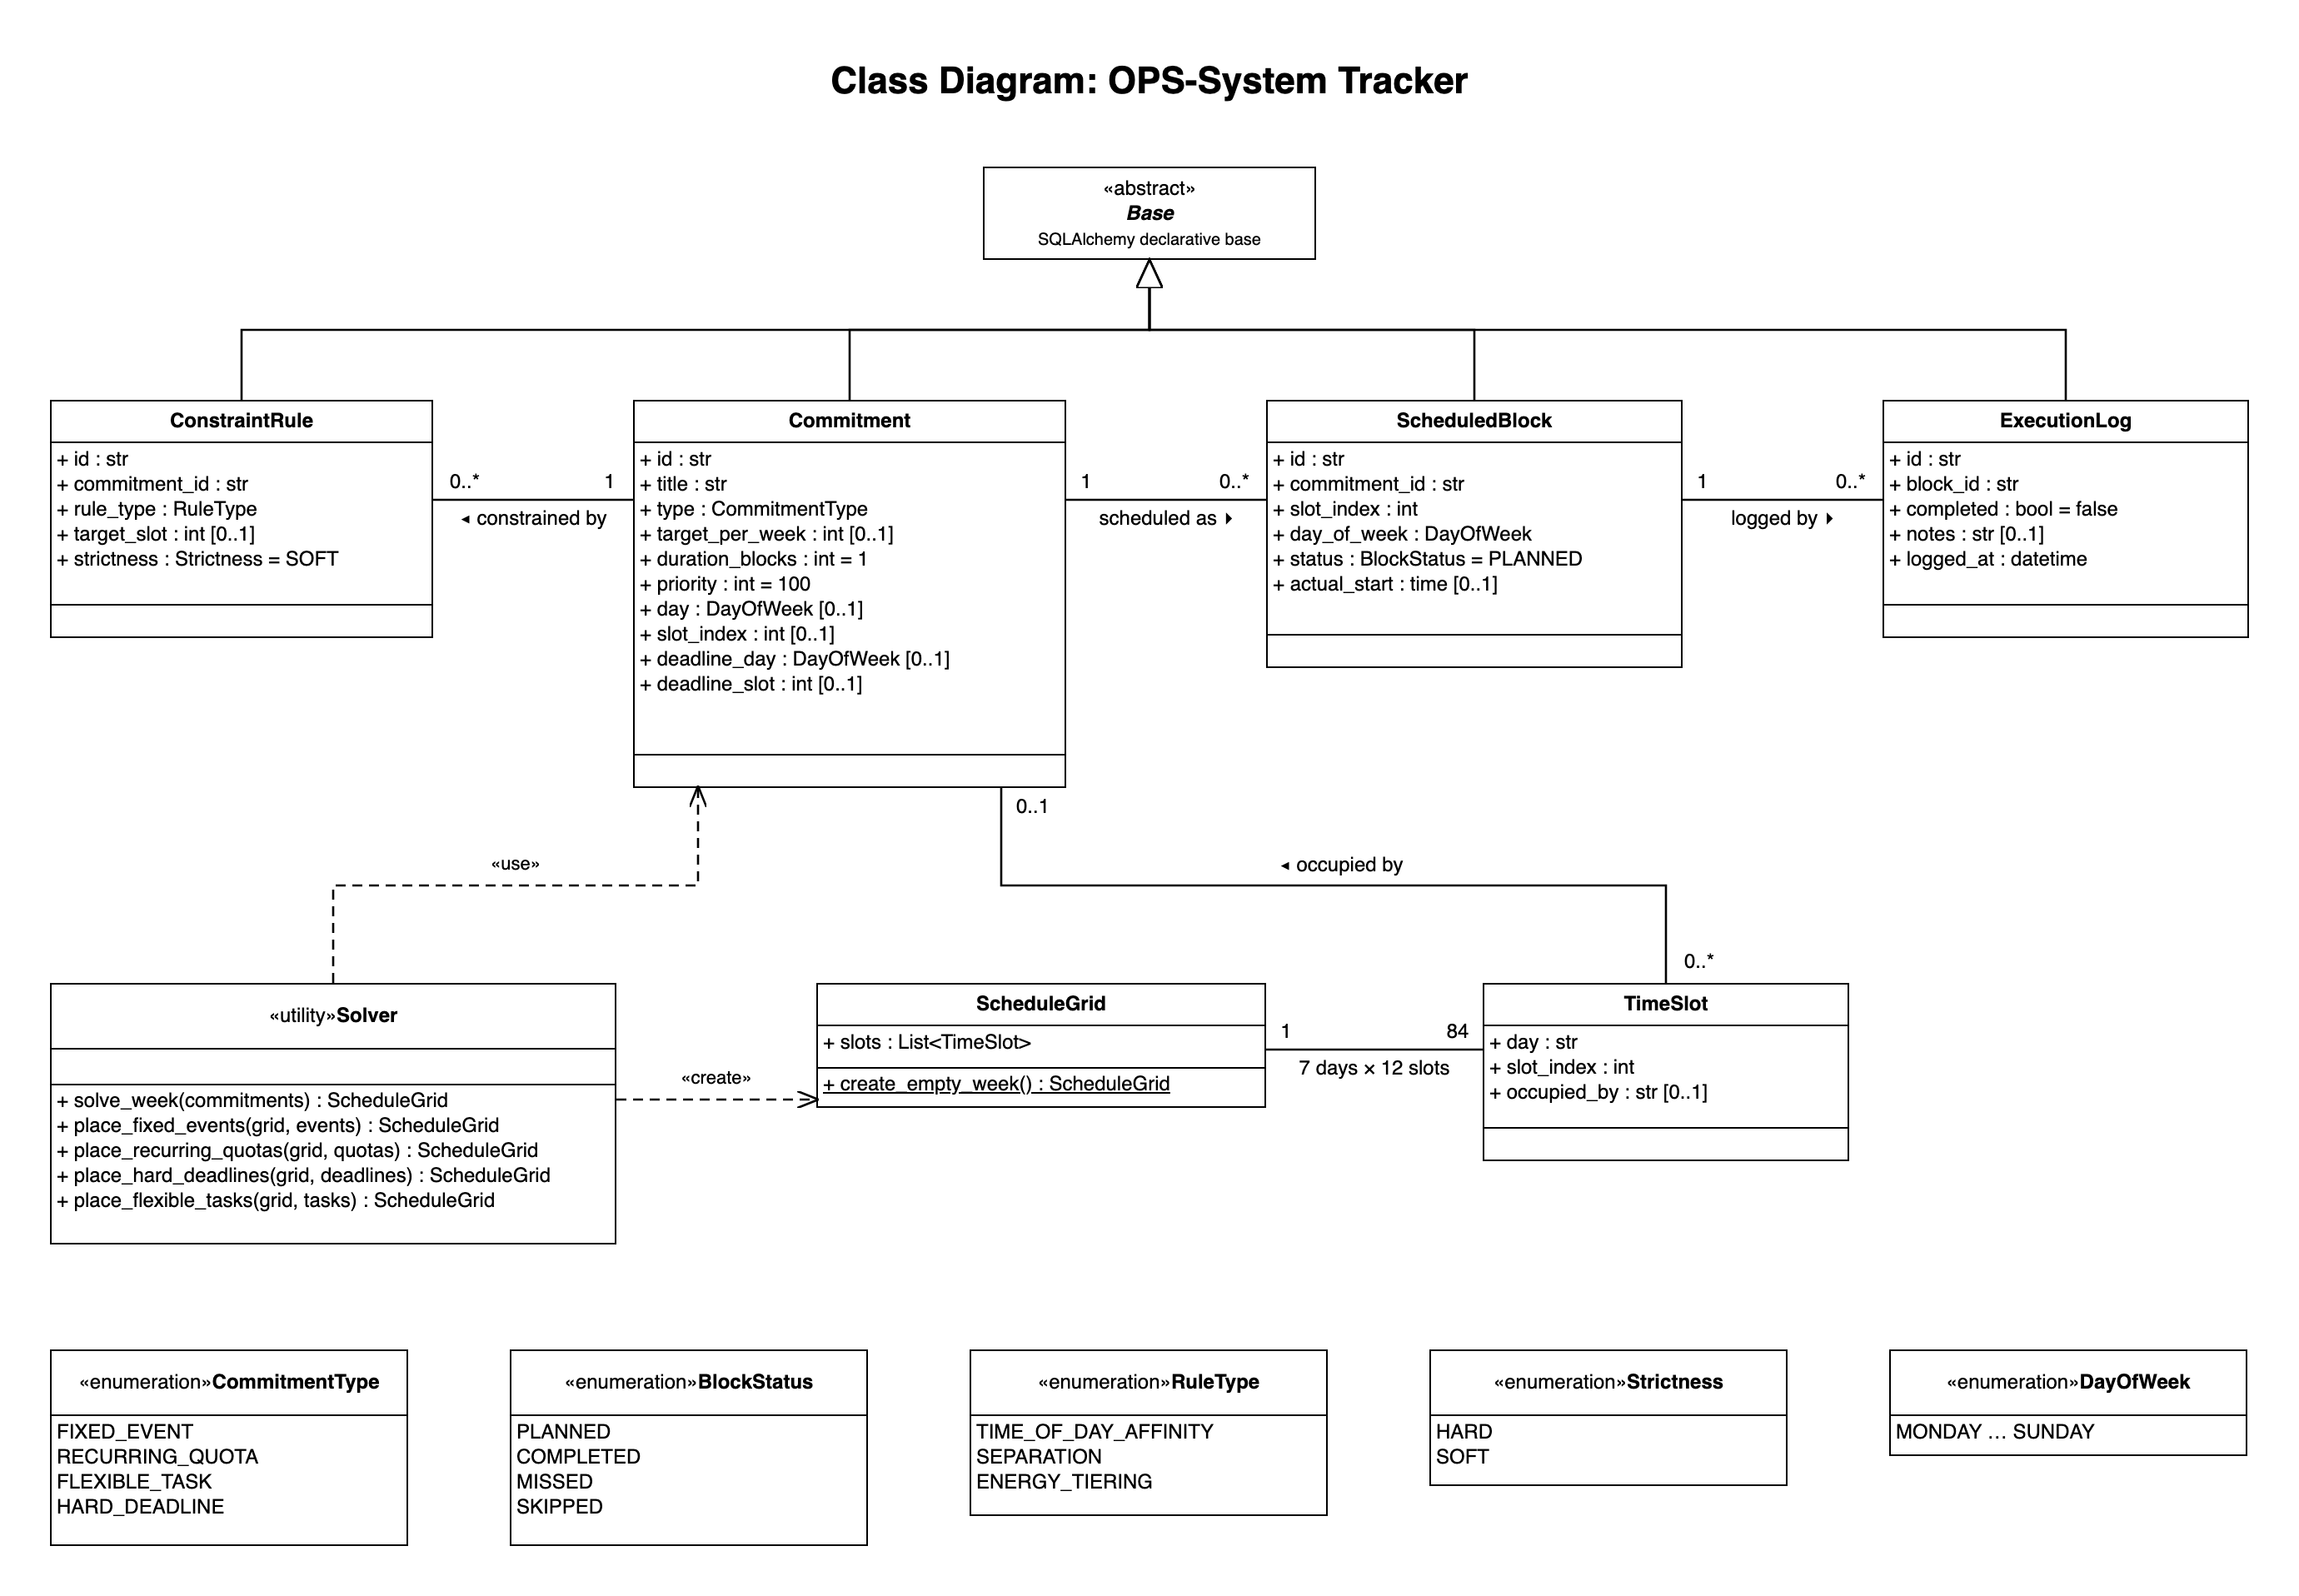 Class Diagram: OPS-System Tracker
«abstract»
Base
SQLAlchemy declarative base
ConstraintRule
+ id : str
+ commitment_id : str
+ rule_type : RuleType
+ target_slot : int [0..1]
+ strictness : Strictness = SOFT
0..*
1
◂ constrained by
Commitment
+ id : str
+ title : str
+ type : CommitmentType
+ target_per_week : int [0..1]
+ duration_blocks : int = 1
+ priority : int = 100
+ day : DayOfWeek [0..1]
+ slot_index : int [0..1]
+ deadline_day : DayOfWeek [0..1]
+ deadline_slot : int [0..1]
1
0..*
scheduled as ▸
ScheduledBlock
+ id : str
+ commitment_id : str
+ slot_index : int
+ day_of_week : DayOfWeek
+ status : BlockStatus = PLANNED
+ actual_start : time [0..1]
1
0..*
logged by ▸
ExecutionLog
+ id : str
+ block_id : str
+ completed : bool = false
+ notes : str [0..1]
+ logged_at : datetime
0..1
«use»
◂ occupied by
0..*
«utility»Solver
+ solve_week(commitments) : ScheduleGrid
+ place_fixed_events(grid, events) : ScheduleGrid
+ place_recurring_quotas(grid, quotas) : ScheduleGrid
+ place_hard_deadlines(grid, deadlines) : ScheduleGrid
+ place_flexible_tasks(grid, tasks) : ScheduleGrid
«create»
ScheduleGrid
+ slots : List<TimeSlot>
+ create_empty_week() : ScheduleGrid
1
84
7 days × 12 slots
TimeSlot
+ day : str
+ slot_index : int
+ occupied_by : str [0..1]
«enumeration»CommitmentType
FIXED_EVENT
RECURRING_QUOTA
FLEXIBLE_TASK
HARD_DEADLINE
«enumeration»BlockStatus
PLANNED
COMPLETED
MISSED
SKIPPED
«enumeration»RuleType
TIME_OF_DAY_AFFINITY
SEPARATION
ENERGY_TIERING
«enumeration»Strictness
HARD
SOFT
«enumeration»DayOfWeek
MONDAY … SUNDAY